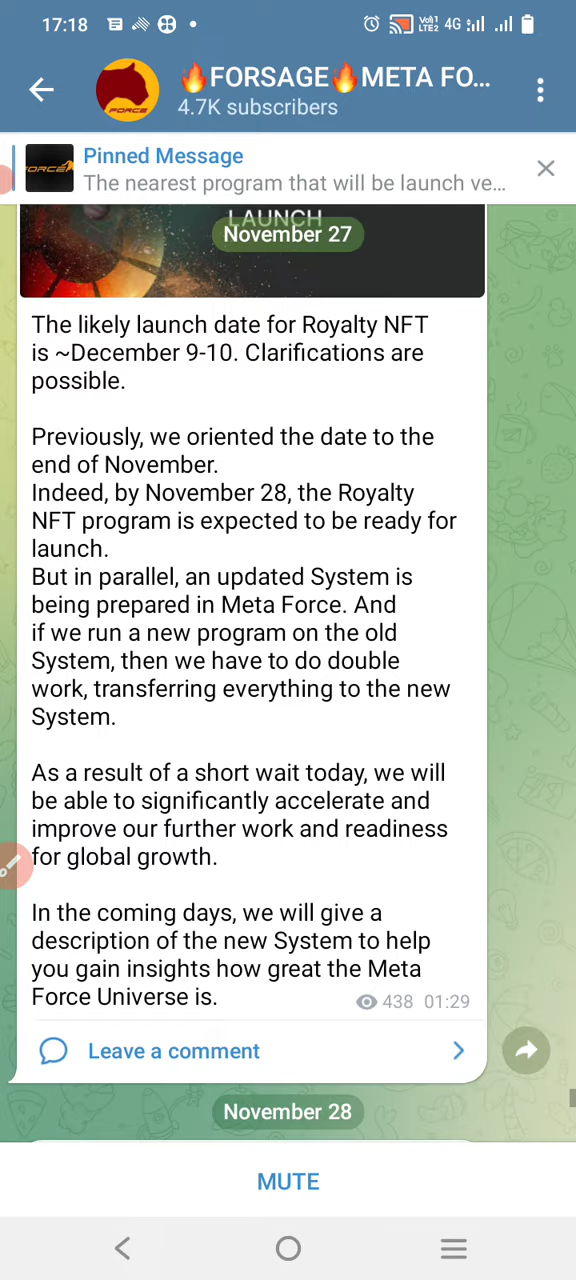 17:18
Vo))1
LTE2
4G
🔥FORSAGE🔥META FO...
4.7K subscribers
FORCE
Pinned Message
The nearest program that will be launch ve...
LAUNCH
November 27
The likely launch date for Royalty NFT
is ~December 9-10. Clarifications are
possible.
Previously, we oriented the date to the
end of November.
Indeed, by November 28, the Royalty
NFT program is expected to be ready for
launch.
But in parallel, an updated System is
being prepared in Meta Force. And
if we run a new program on the old
System, then we have to do double
work, transferring everything to the new
System.
As a result of a short wait today, we will
be able to significantly accelerate and
improve our further work and readiness
for global growth.
In the coming days, we will give a
description of the new System to help
you gain insights how great the Meta
Force Universe is.
438 01:29
Leave a comment
November 28
MUTE